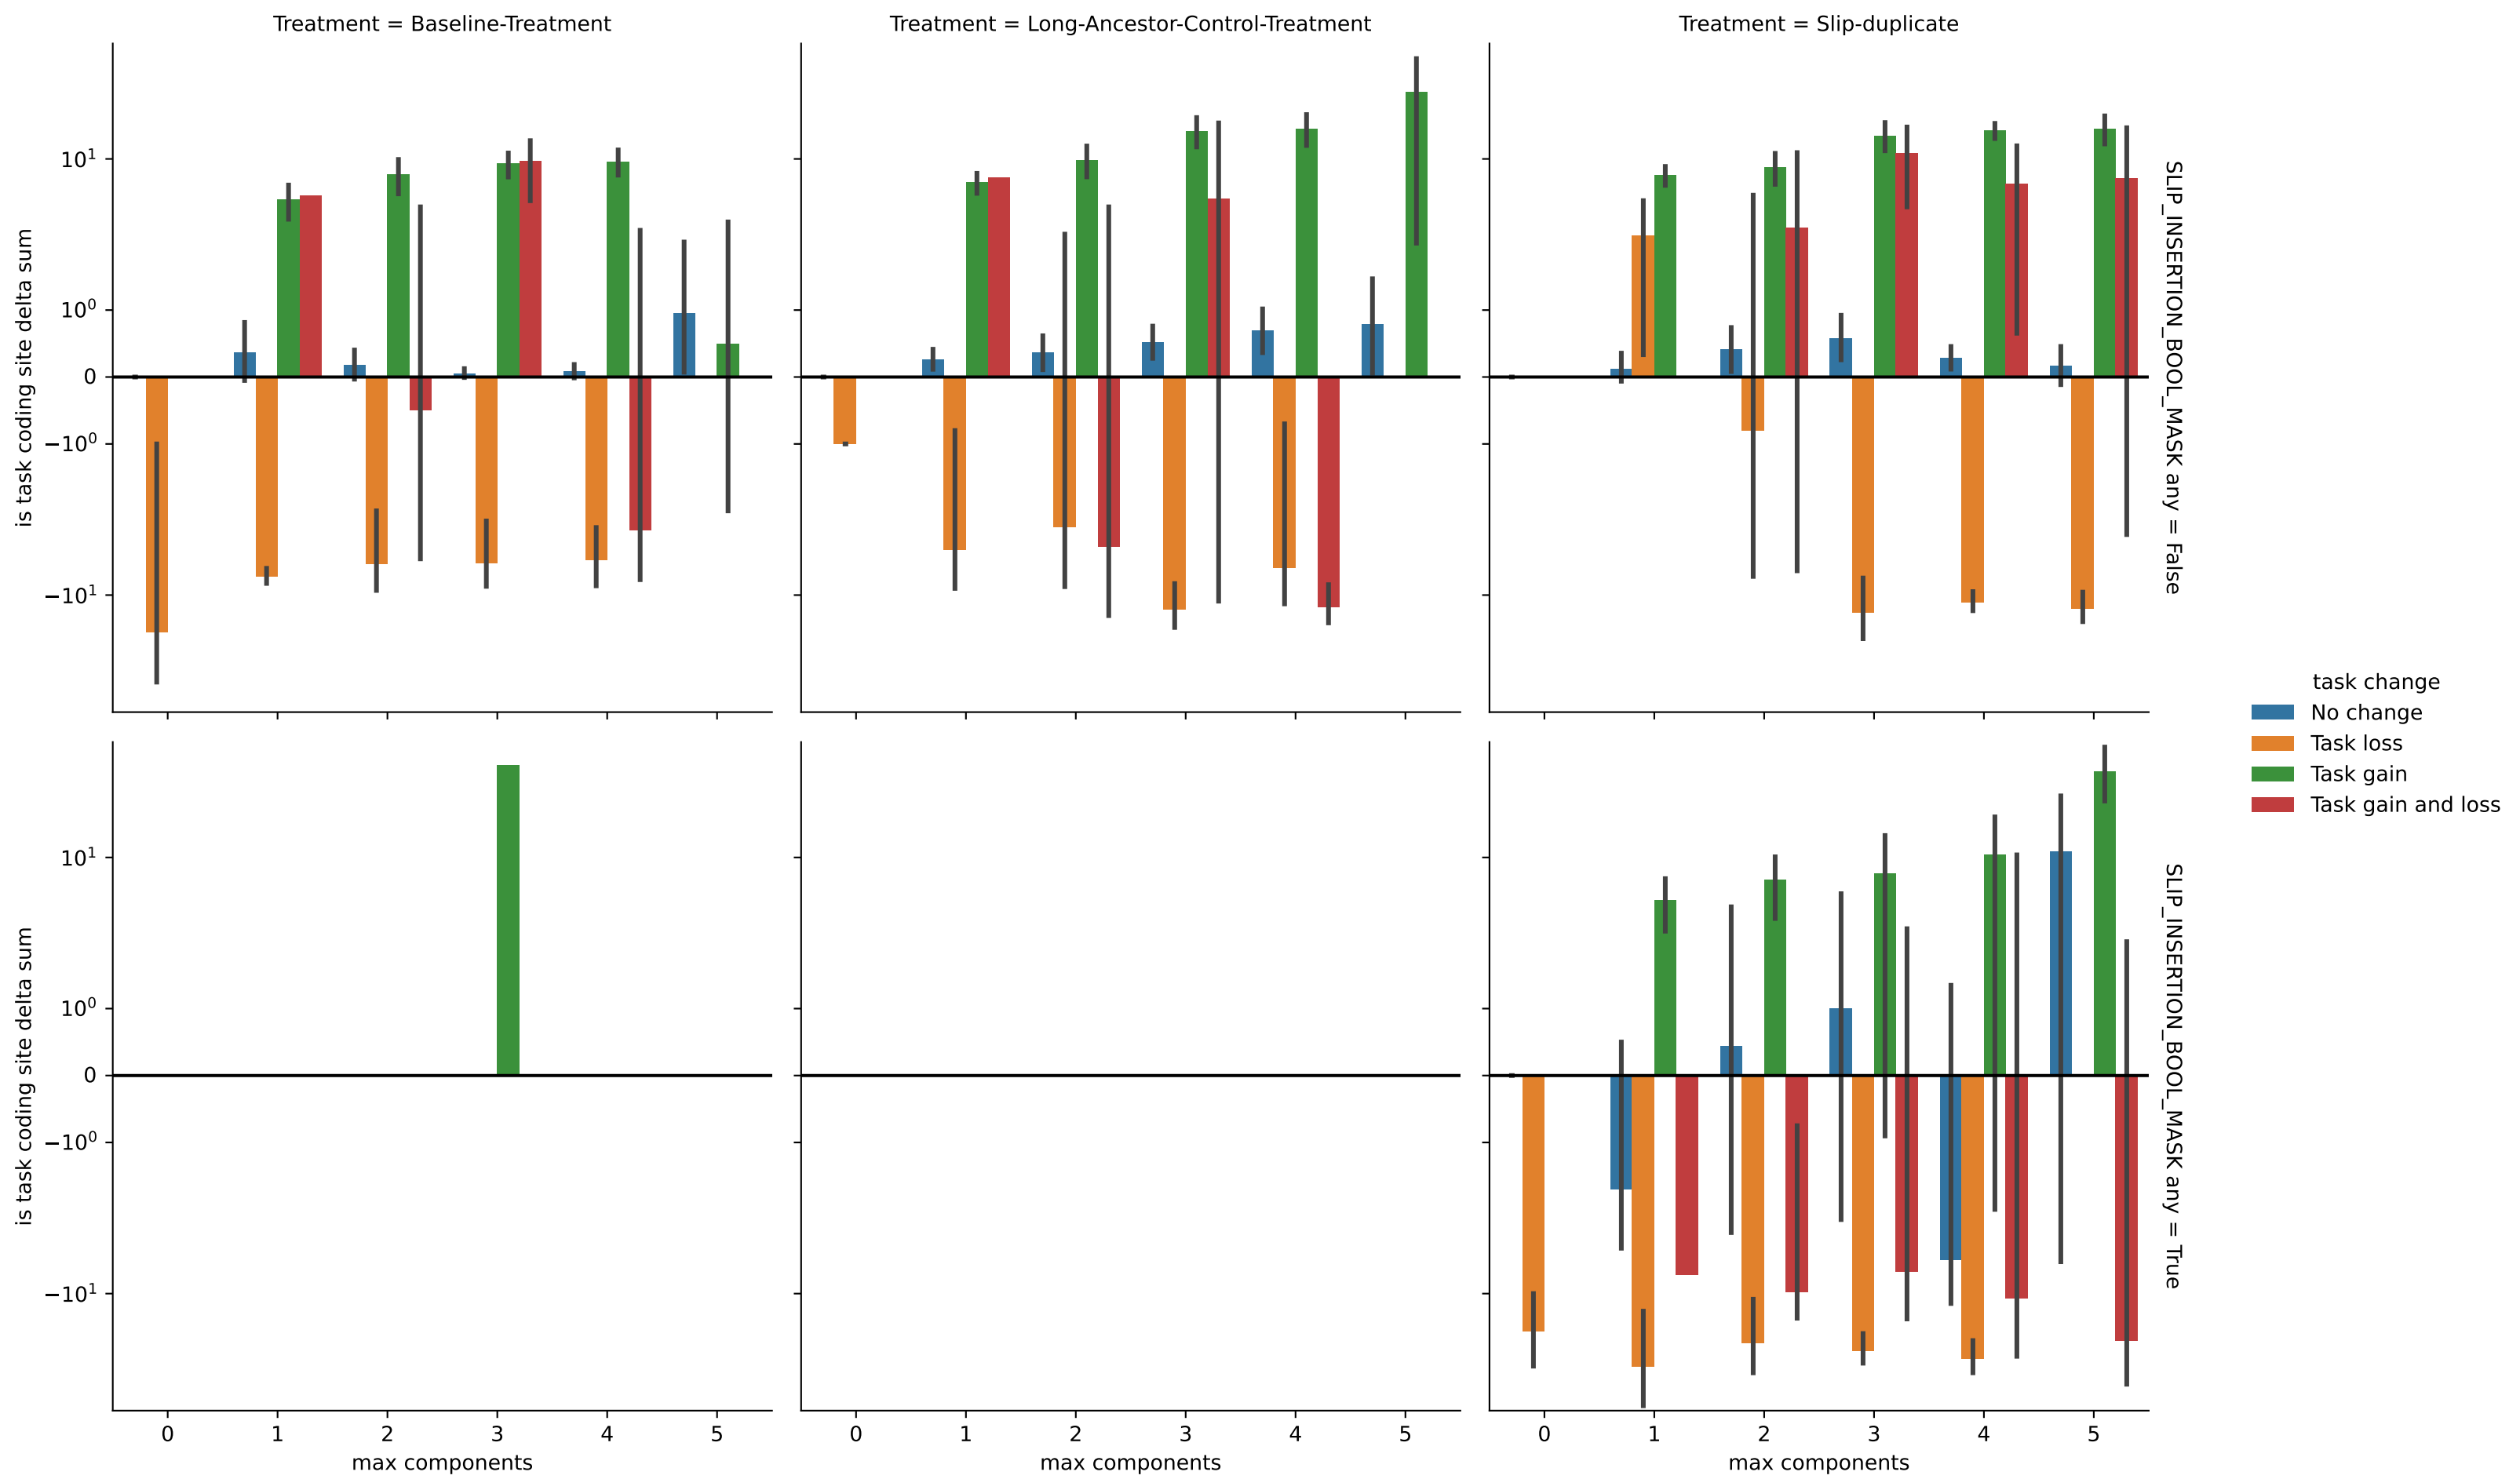 Treatment = Baseline-Treatment
Treatment = Long-Ancestor-Control-Treatment
Treatment = Slip-duplicate
is task coding site delta sum
10¹
10⁰
0
−10⁰
−10¹
SLIP_INSERTION_BOOL_MASK any = False
task change
No change
Task loss
Task gain
Task gain and loss
is task coding site delta sum
10¹
10⁰
0
−10⁰
−10¹
SLIP_INSERTION_BOOL_MASK any = True
0 1 2 3 4 5
0 1 2 3 4 5
0 1 2 3 4 5
max components
max components
max components